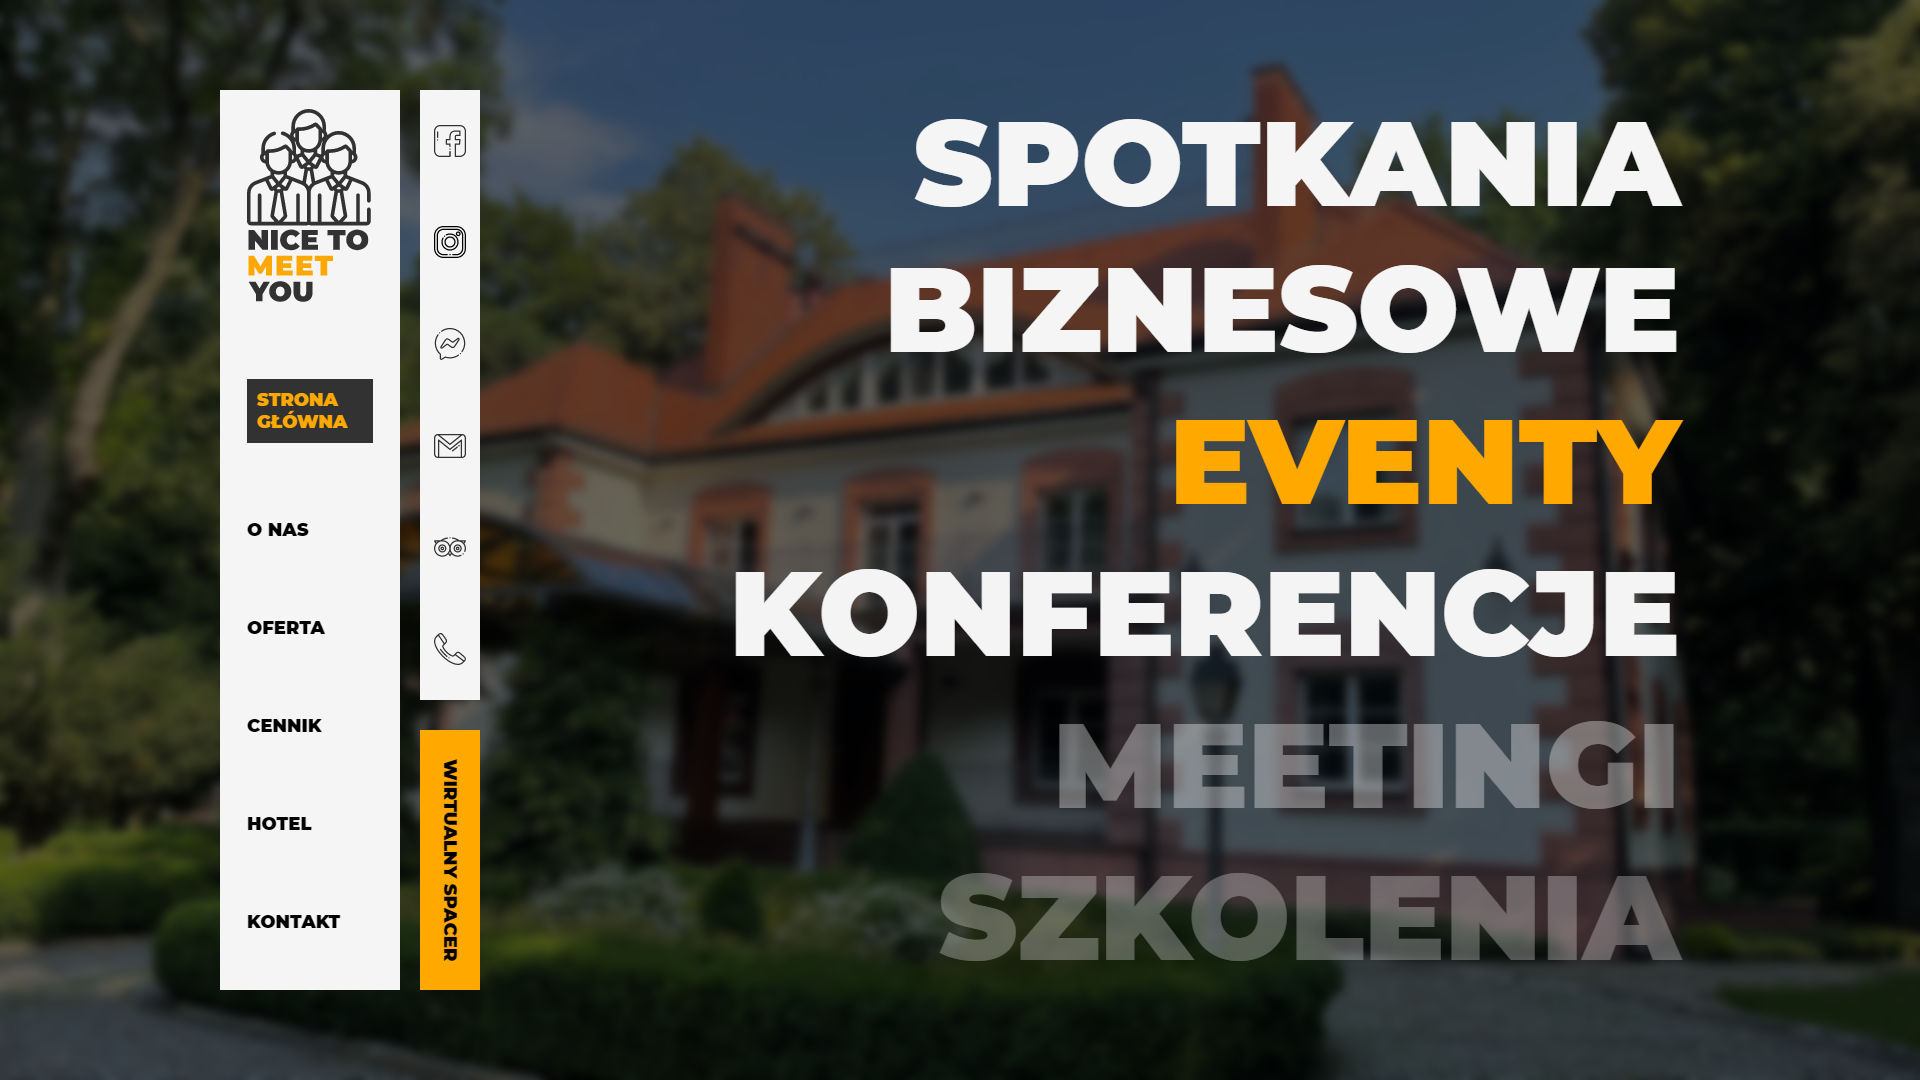 NICE TO
MEET
YOU
STRONA
GŁÓWNA
O NAS
OFERTA
CENNIK
HOTEL
KONTAKT
WIRTUALNY SPACER
SPOTKANIA
BIZNESOWE
EVENTY
KONFERENCJE
MEETINGI
SZKOLENIA